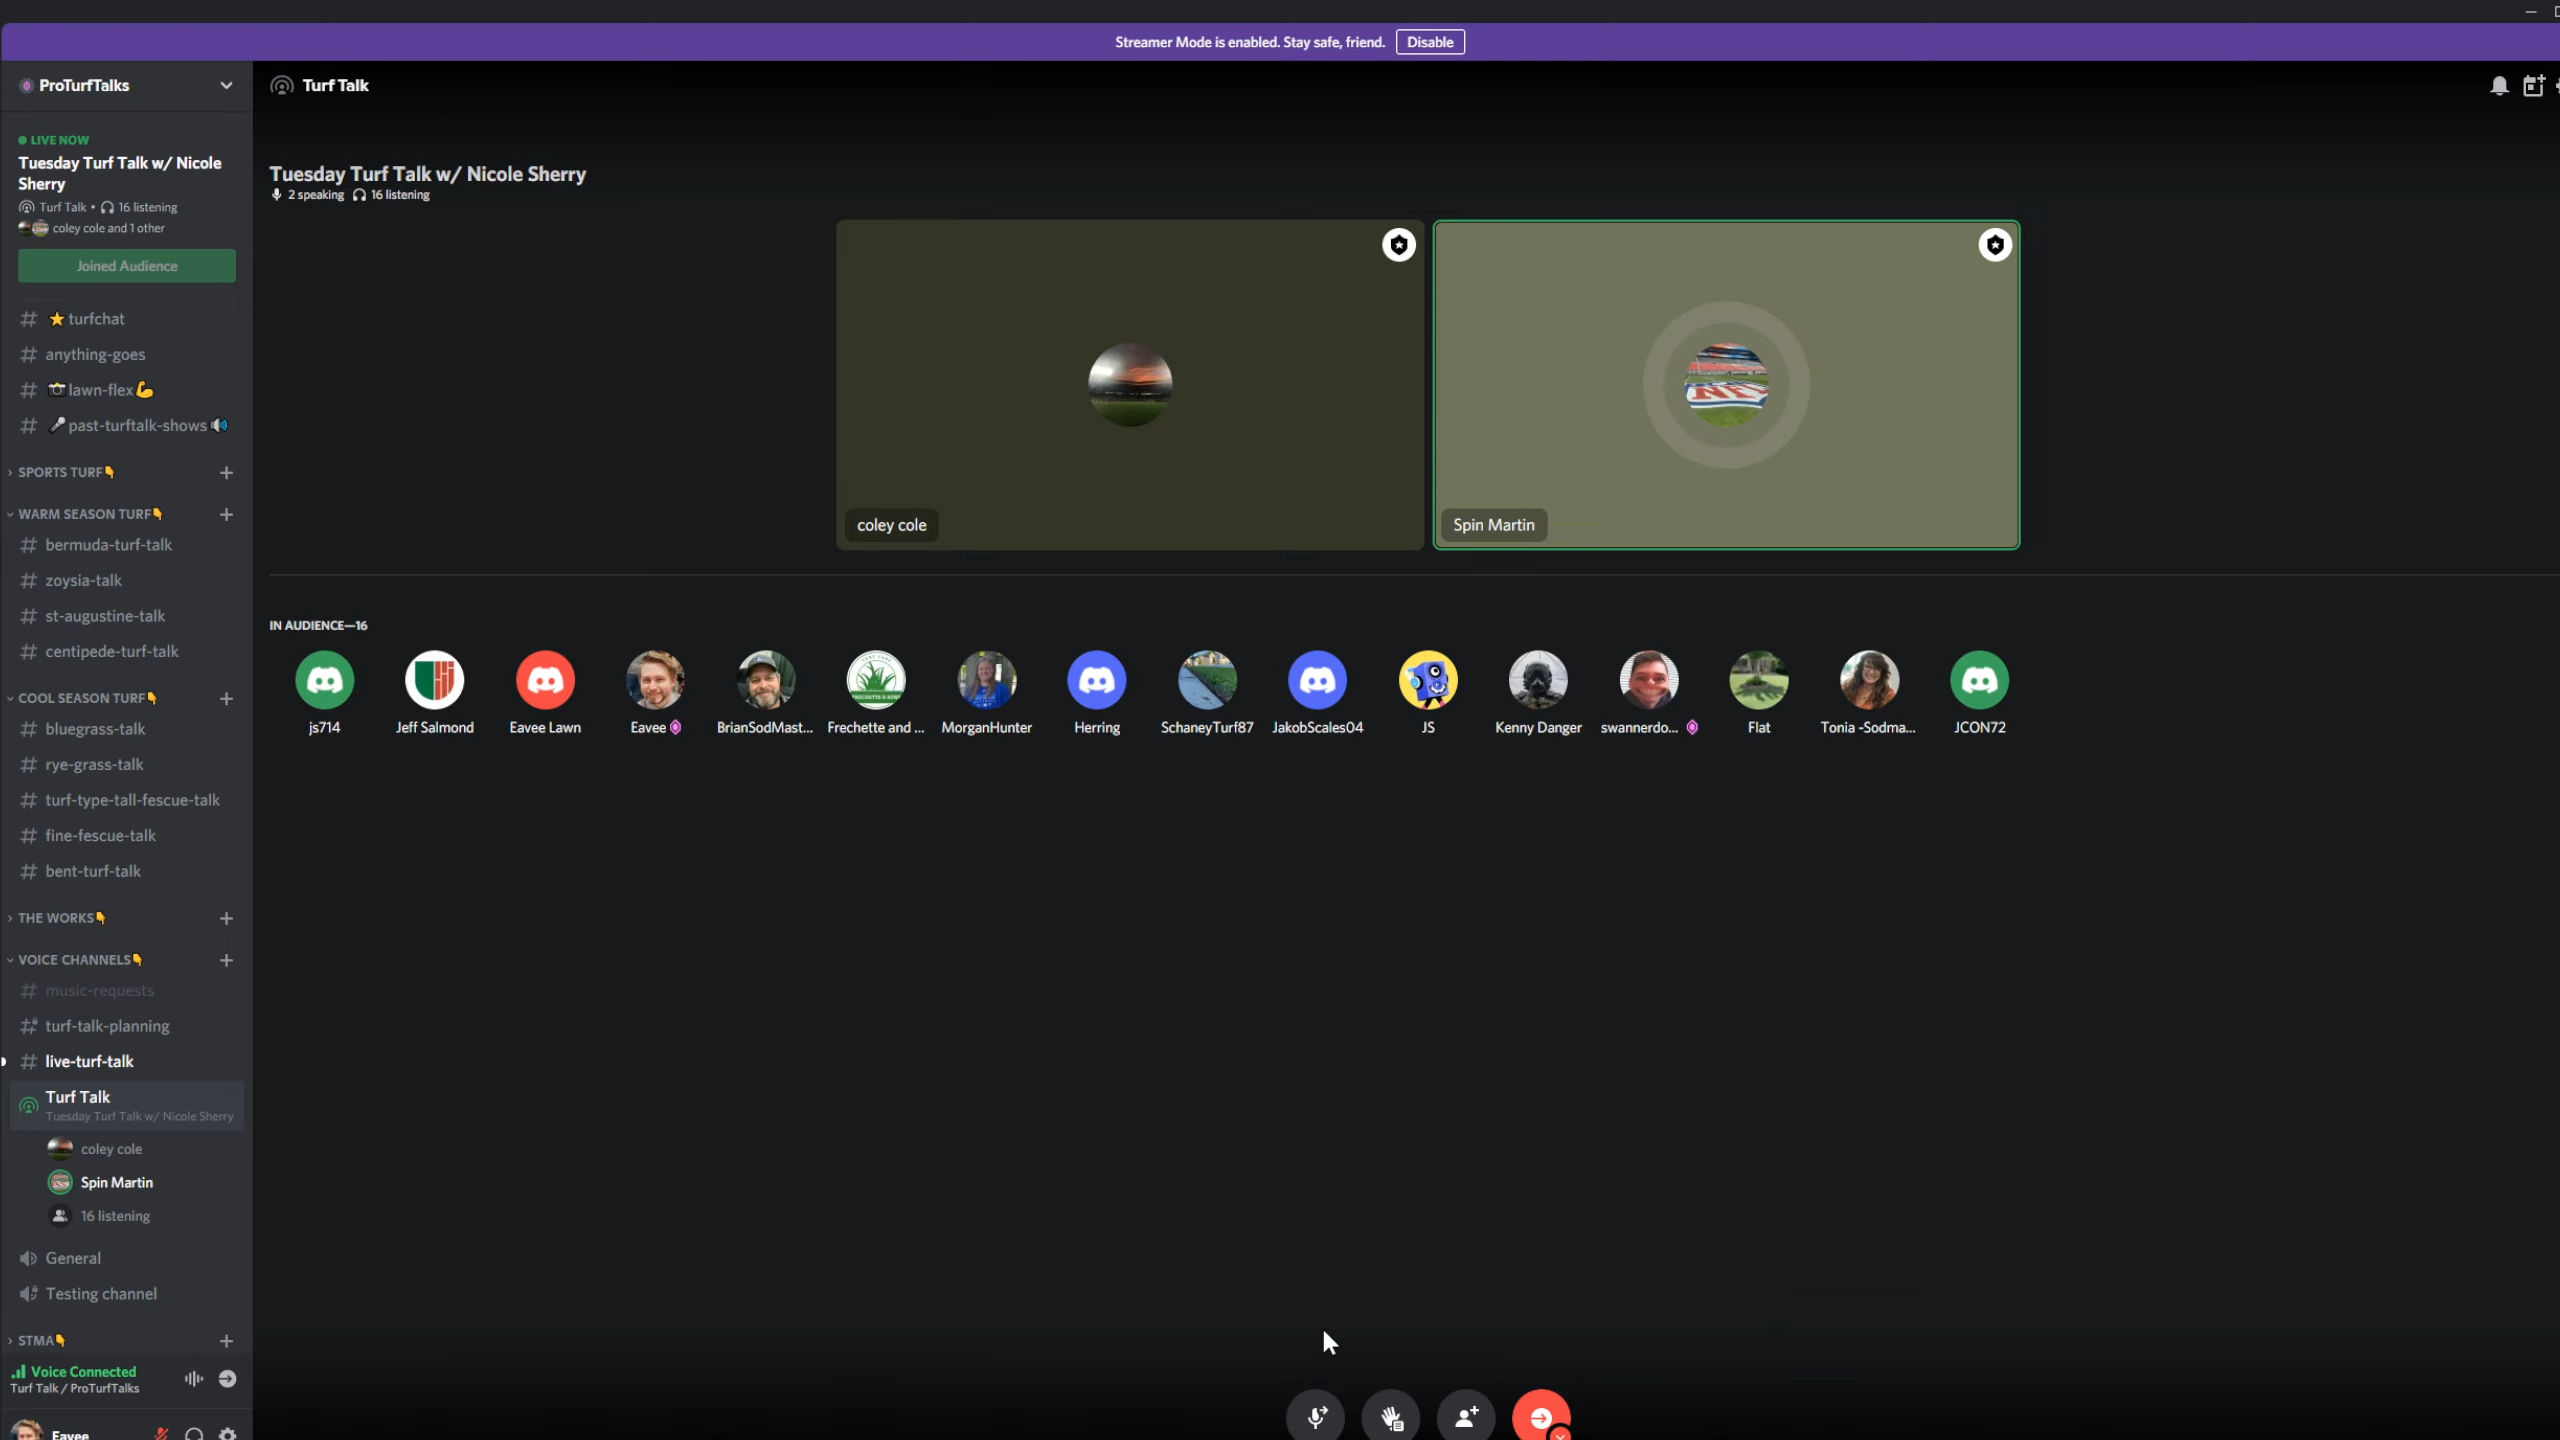 Streamer Mode is enabled. Stay safe, friend. Disable
ProTurfTalks
LIVE NOW
Tuesday Turf Talk w/ Nicole
Sherry
Turf Talk • 16 listening
coley cole and 1 other
Joined Audience
# ⭐ turfchat
# anything-goes
# 📸lawn-flex💪
# 🎤past-turftalk-shows🔊
SPORTS TURF👇
WARM SEASON TURF👇
# bermuda-turf-talk
# zoysia-talk
# st-augustine-talk
# centipede-turf-talk
COOL SEASON TURF👇
# bluegrass-talk
# rye-grass-talk
# turf-type-tall-fescue-talk
# fine-fescue-talk
# bent-turf-talk
THE WORKS👇
VOICE CHANNELS👇
# music-requests
# turf-talk-planning
# live-turf-talk
Turf Talk
Tuesday Turf Talk w/ Nicole Sherry
coley cole
Spin Martin
16 listening
General
Testing channel
STMA👇
Voice Connected
Turf Talk / ProTurfTalks
Eavee
Turf Talk
Tuesday Turf Talk w/ Nicole Sherry
2 speaking 16 listening
coley cole
NFL
Spin Martin
IN AUDIENCE—16
js714
Jeff Salmond
Eavee Lawn
Eavee
BrianSodMast...
Frechette and ...
MorganHunter
Herring
SchaneyTurf87
JakobScales04
JS
Kenny Danger
swannerdo...
Flat
Tonia -Sodma...
JCON72